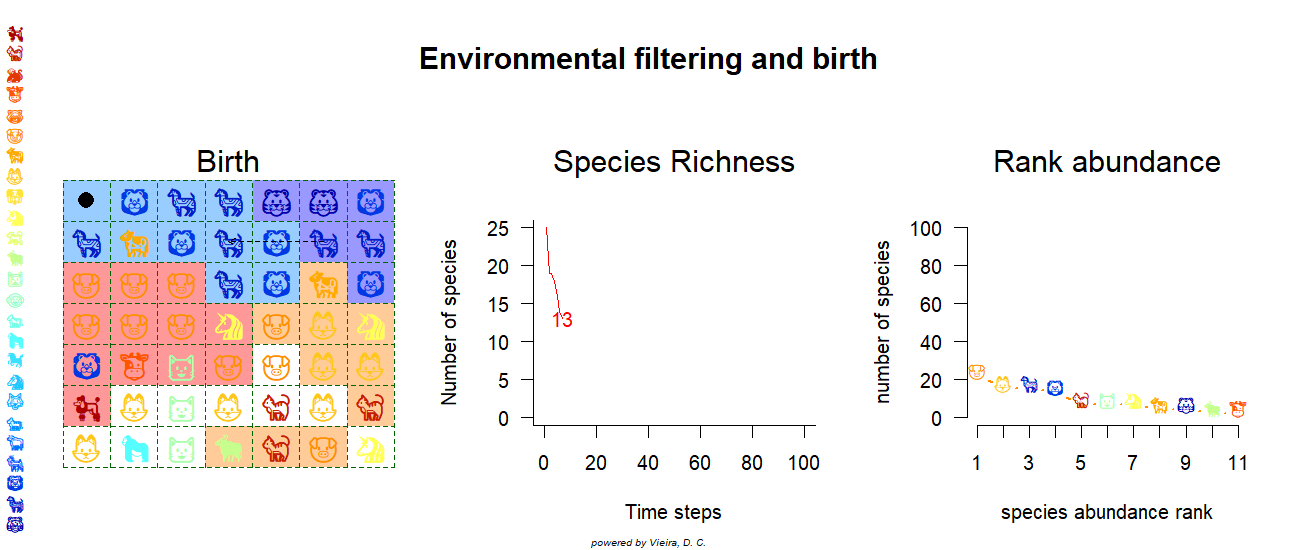 Environmental filtering and birth
Birth
Species Richness
Number of species
25
20
15
10
5
0
13
0 20 40 60 80 100
Time steps
Rank abundance
number of species
100
80
60
40
20
0
1 3 5 7 9 11
species abundance rank
powered by Vieira, D. C.